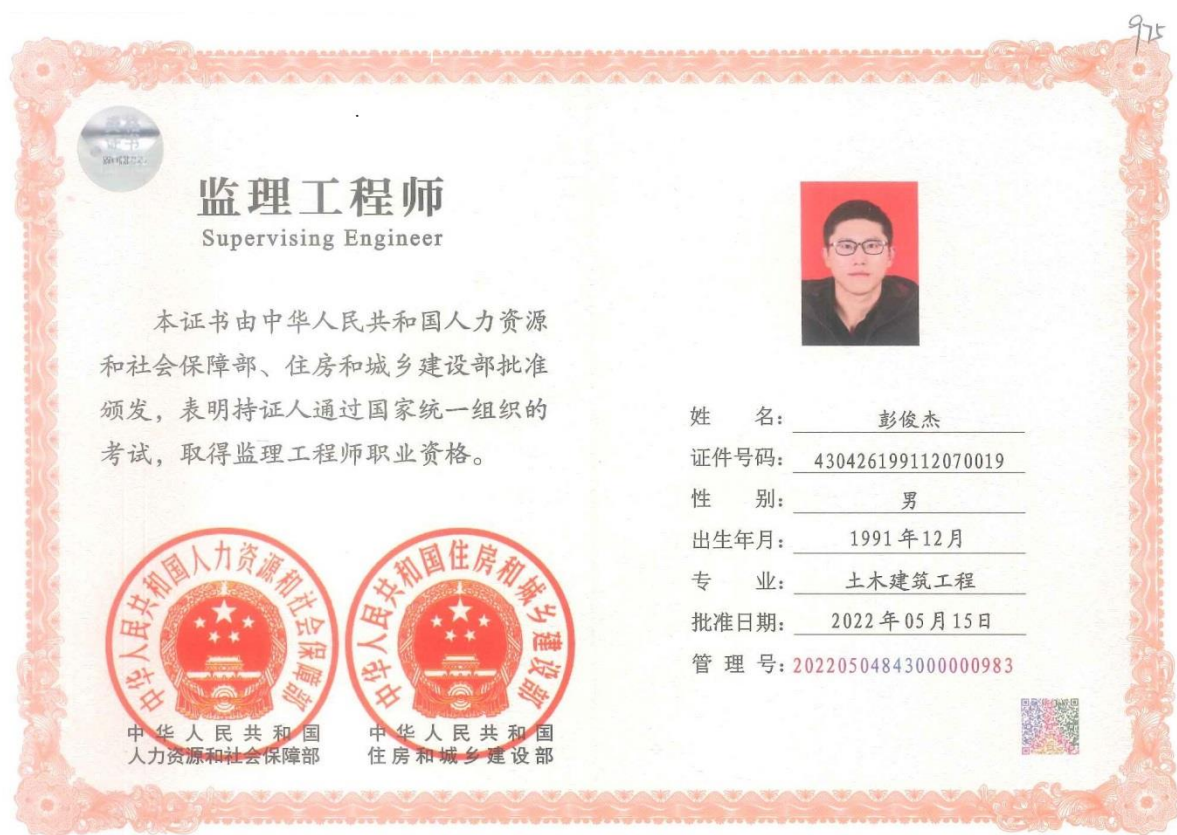 975
监理工程师
Supervising Engineer
本证书由中华人民共和国人力资源
和社会保障部、住房和城乡建设部批准
颁发，表明持证人通过国家统一组织的
考试，取得监理工程师职业资格。
姓 名： 彭俊杰
证件号码： 430426199112070019
性 别： 男
出生年月： 1991年12月
专 业： 土木建筑工程
批准日期： 2022年05月15日
管 理 号： 20220504843000000983
中华人民共和国人力资源和社会保障部
中华人民共和国住房和城乡建设部
中华人民共和国
人力资源和社会保障部
中华人民共和国
住房和城乡建设部